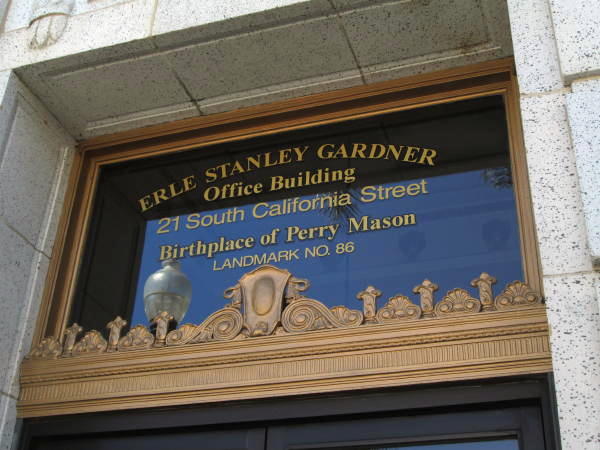 ERLE STANLEY GARDNER
Office Building
21 South California Street
Birthplace of Perry Mason
LANDMARK NO. 86